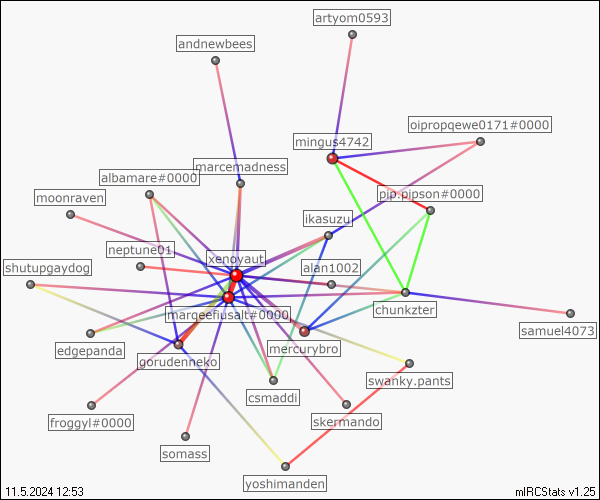 artyom0593
andnewbees
oipropqewe0171#0000
mingus4742
marcemadness
albamare#0000
pip.pipson#0000
moonraven
ikasuzu
neptune01
xenoyaut
shutupgaydog
alan1002
chunkzter
marqeefiusalt#0000
samuel4073
edgepanda
mercurybro
gorudenneko
swanky.pants
csmaddi
skermando
froggyl#0000
somass
yoshimanden
11.5.2024 12:53
mIRCStats v1.25